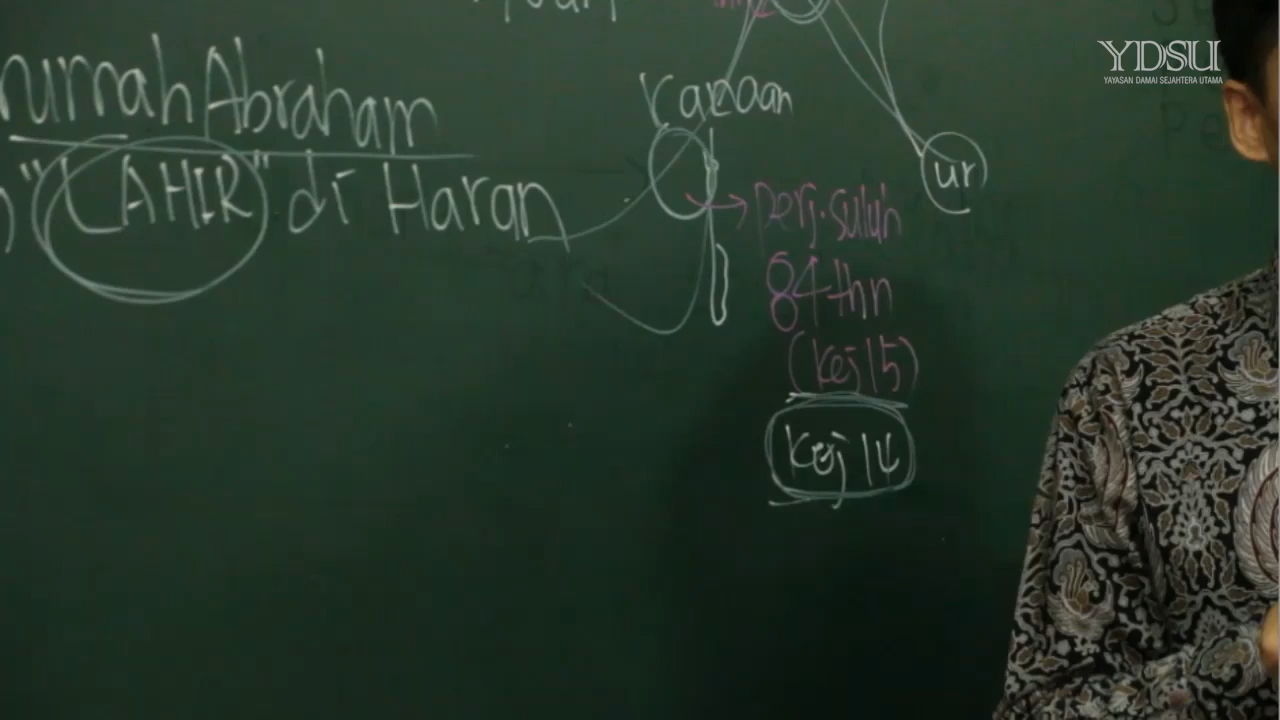 YDSU
YAYASAN DAMAI SEJAHTERA UTAMA
rumah Abraham
"LAHIR" di Haran
Kanaan
ur
perj. suluh
84 thn
(kej 15)
kej 14